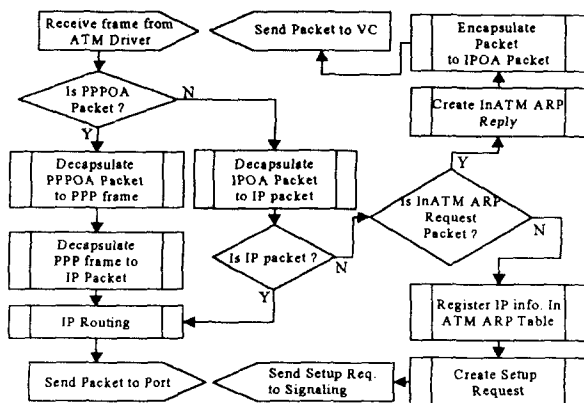 Receive frame from
ATM Driver
Send Packet to VC
Encapsulate
Packet
to IPOA Packet
Is PPPOA
Packet ?
N
Y
Create InATM ARP
Reply
Decapsulate
PPPOA Packet
to PPP frame
Decapsulate
IPOA Packet
to IP packet
Y
Is InATM ARP
Request
Packet ?
N
Decapsulate
PPP frame to
IP Packet
Is IP packet ?
N
Y
IP Routing
Register IP info. In
ATM ARP Table
Send Packet to Port
Send Setup Req.
to Signaling
Create Setup
Request